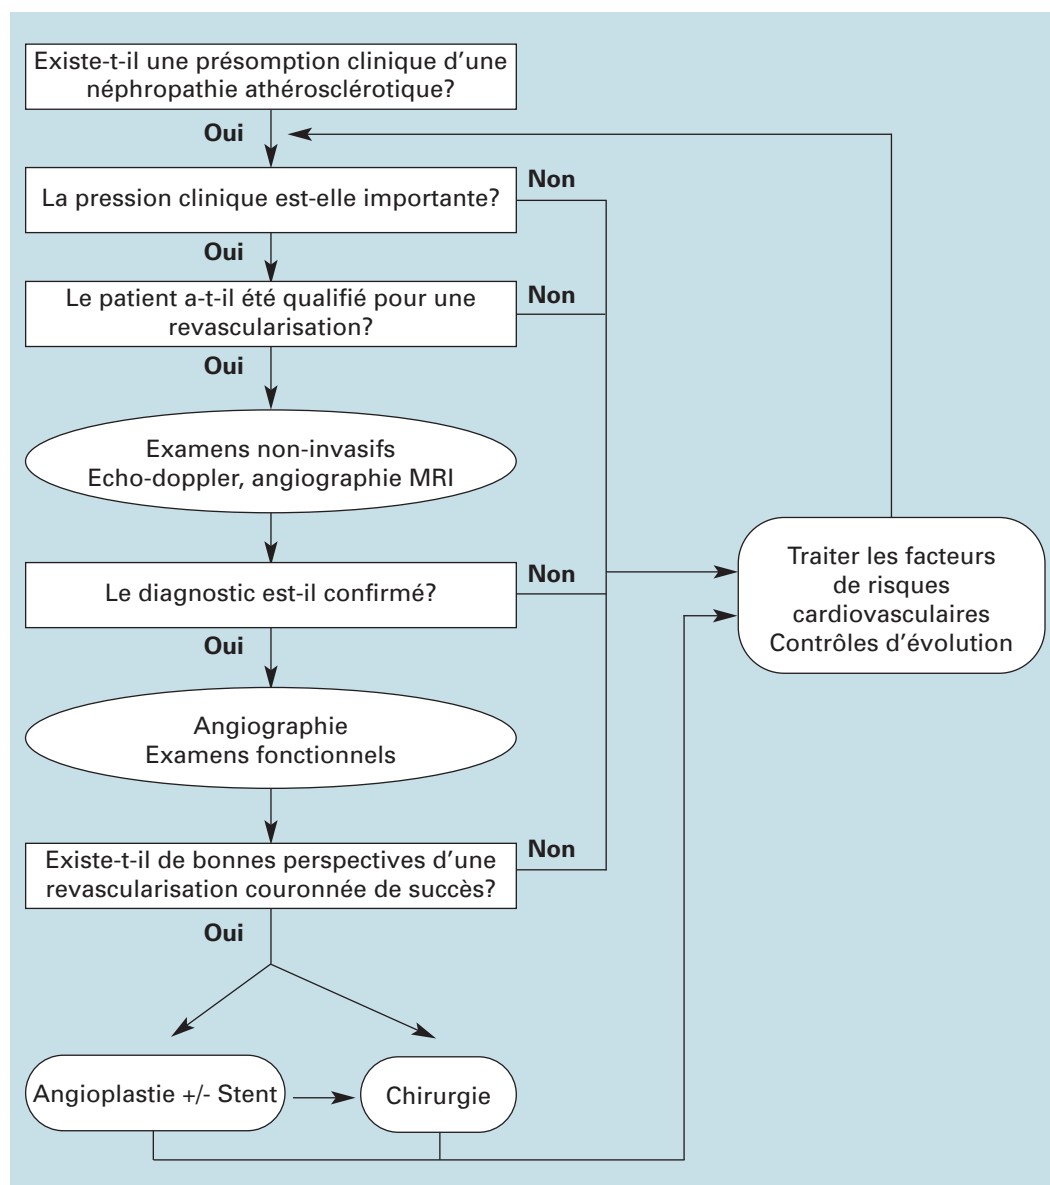 Existe-t-il une présomption clinique d'une
néphropathie athérosclérotique?
Oui
La pression clinique est-elle importante?
Non
Oui
Le patient a-t-il été qualifié pour une
revascularisation?
Non
Oui
Examens non-invasifs
Echo-doppler, angiographie MRI
Le diagnostic est-il confirmé?
Non
Oui
Angiographie
Examens fonctionnels
Existe-t-il de bonnes perspectives d'une
revascularisation couronnée de succès?
Non
Oui
Angioplastie +/- Stent
Chirurgie
Traiter les facteurs
de risques
cardiovasculaires
Contrôles d'évolution